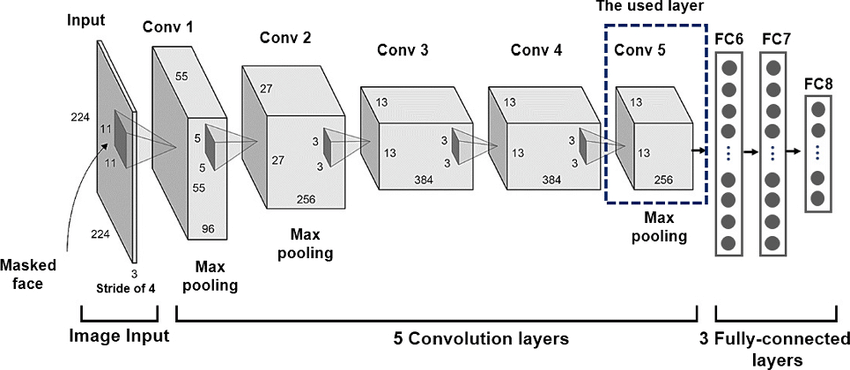 The used layer
Input
Conv 1
Conv 2
Conv 3
Conv 4
Conv 5
FC6
FC7
FC8
224
11
11
224
3
Stride of 4
Masked
face
55
5
5
55
96
Max
pooling
27
27
256
3
3
Max
pooling
13
13
384
3
3
13
13
384
3
3
13
13
256
Max
pooling
...
...
...
Image Input
5 Convolution layers
3 Fully-connected
layers